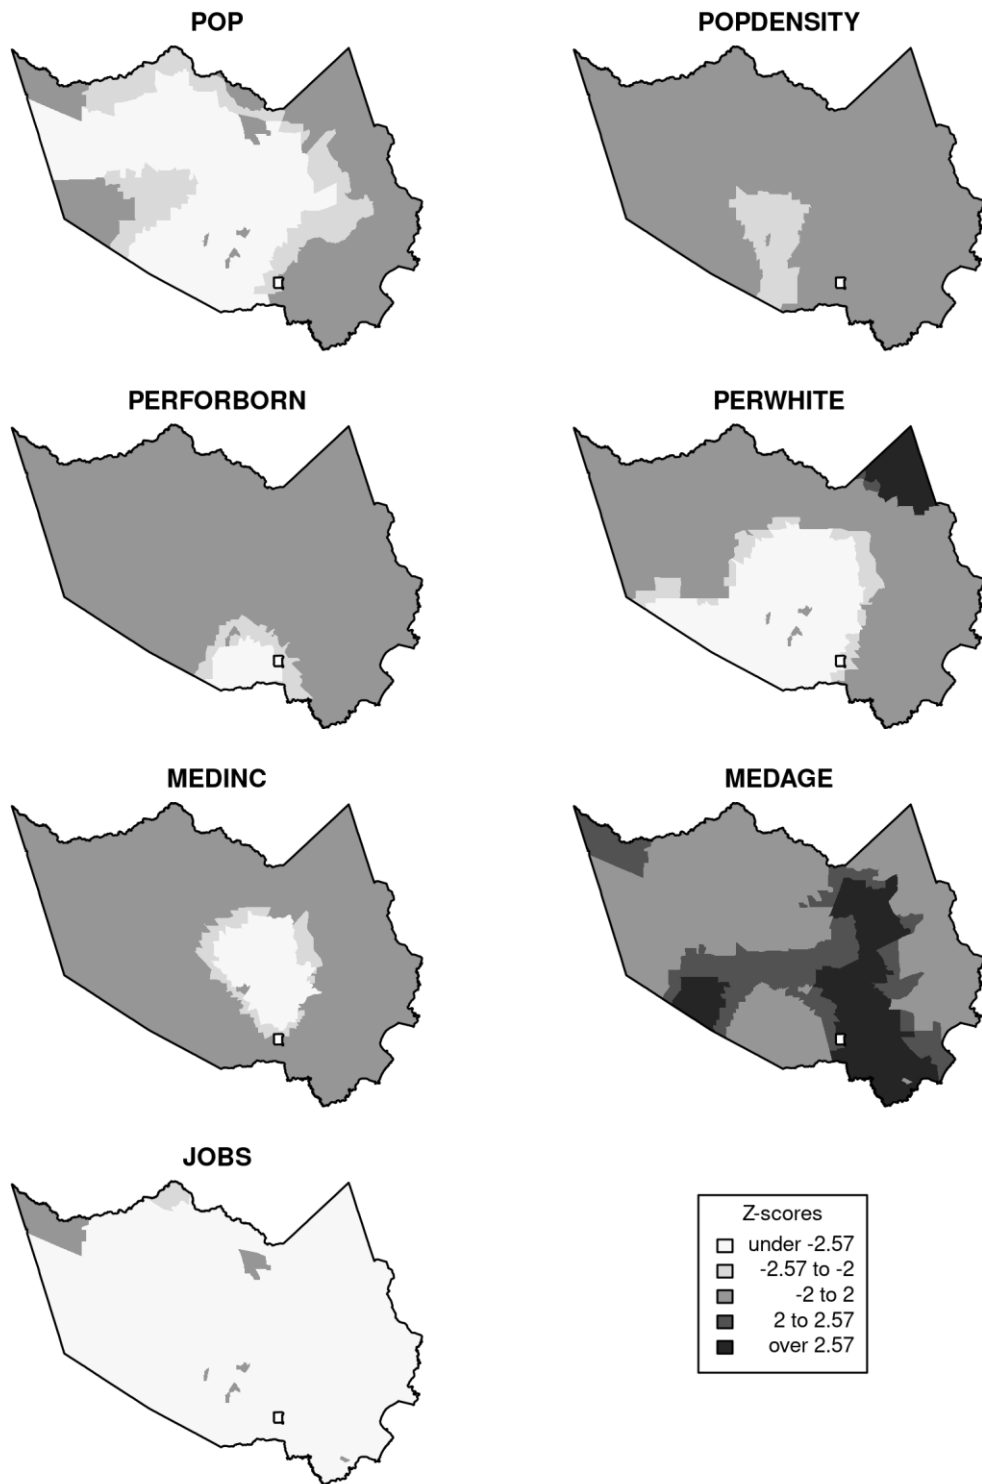 POP
POPDENSITY
PERFORBORN
PERWHITE
MEDINC
MEDAGE
JOBS
Z-scores
under -2.57
-2.57 to -2
-2 to 2
2 to 2.57
over 2.57